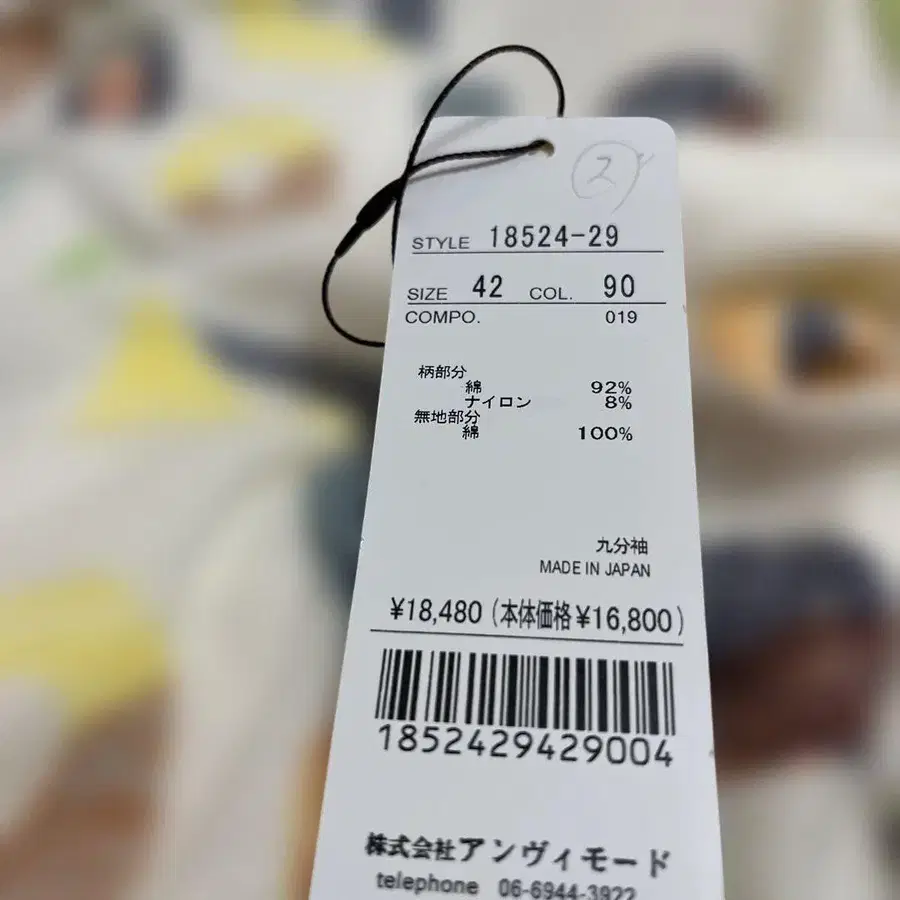 STYLE 18524-29
SIZE 42 COL. 90
COMPO. 019
柄部分
綿 92%
ナイロン 8%
無地部分
綿 100%
九分袖
MADE IN JAPAN
¥18,480 (本体価格¥16,800)
1852429429004
株式会社アンヴィモード
telephone 06-6944-3922